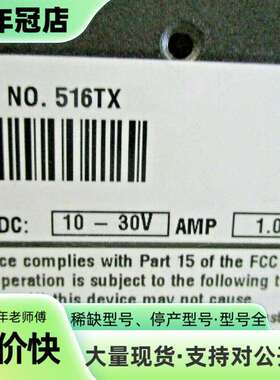 年冠店
NO. 516TX
DC: 10 – 30V AMP 1.0
ce complies with Part 15 of the FCC
peration is subject to the following t
this device may not cause
年老师傅
价快
稀缺型号、停产型号·型号全
大量现货·支持对公